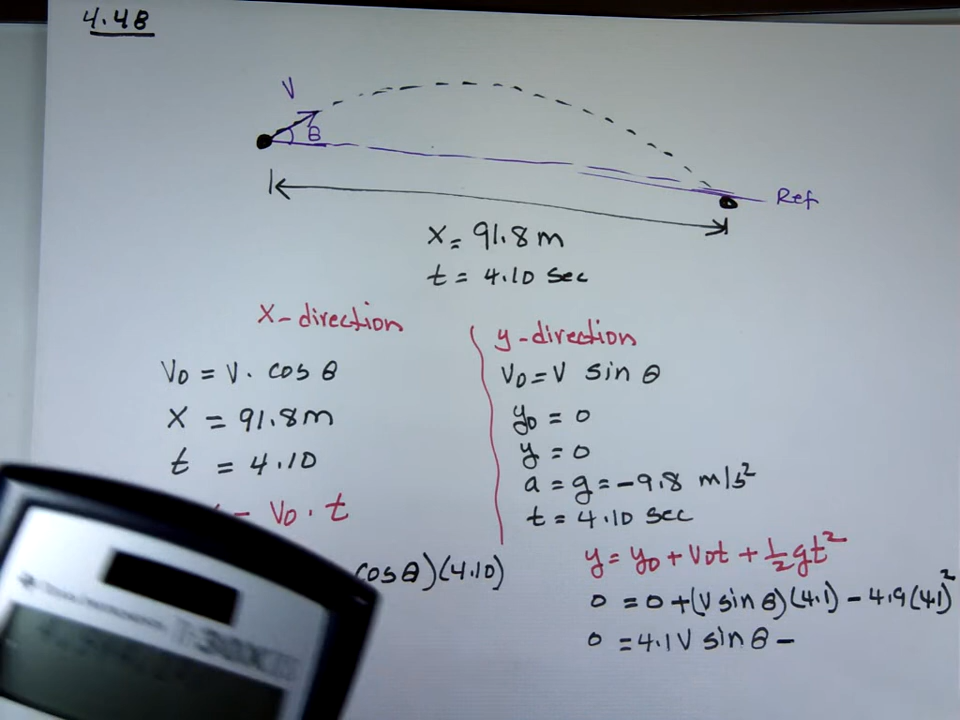 4.48
V
θ
Ref
X = 91.8 m
t = 4.10 sec
X-direction
V0 = V · cos θ
X = 91.8 m
t = 4.10
= V0 · t
cos θ)(4.10)
y-direction
V0 = V sin θ
y0 = 0
y = 0
a = g = -9.8 m/s²
t = 4.10 sec
y = y0 + V0t + ½gt²
0 = 0 + (V sin θ)(4.1) - 4.9(4.1)²
0 = 4.1 V sin θ -